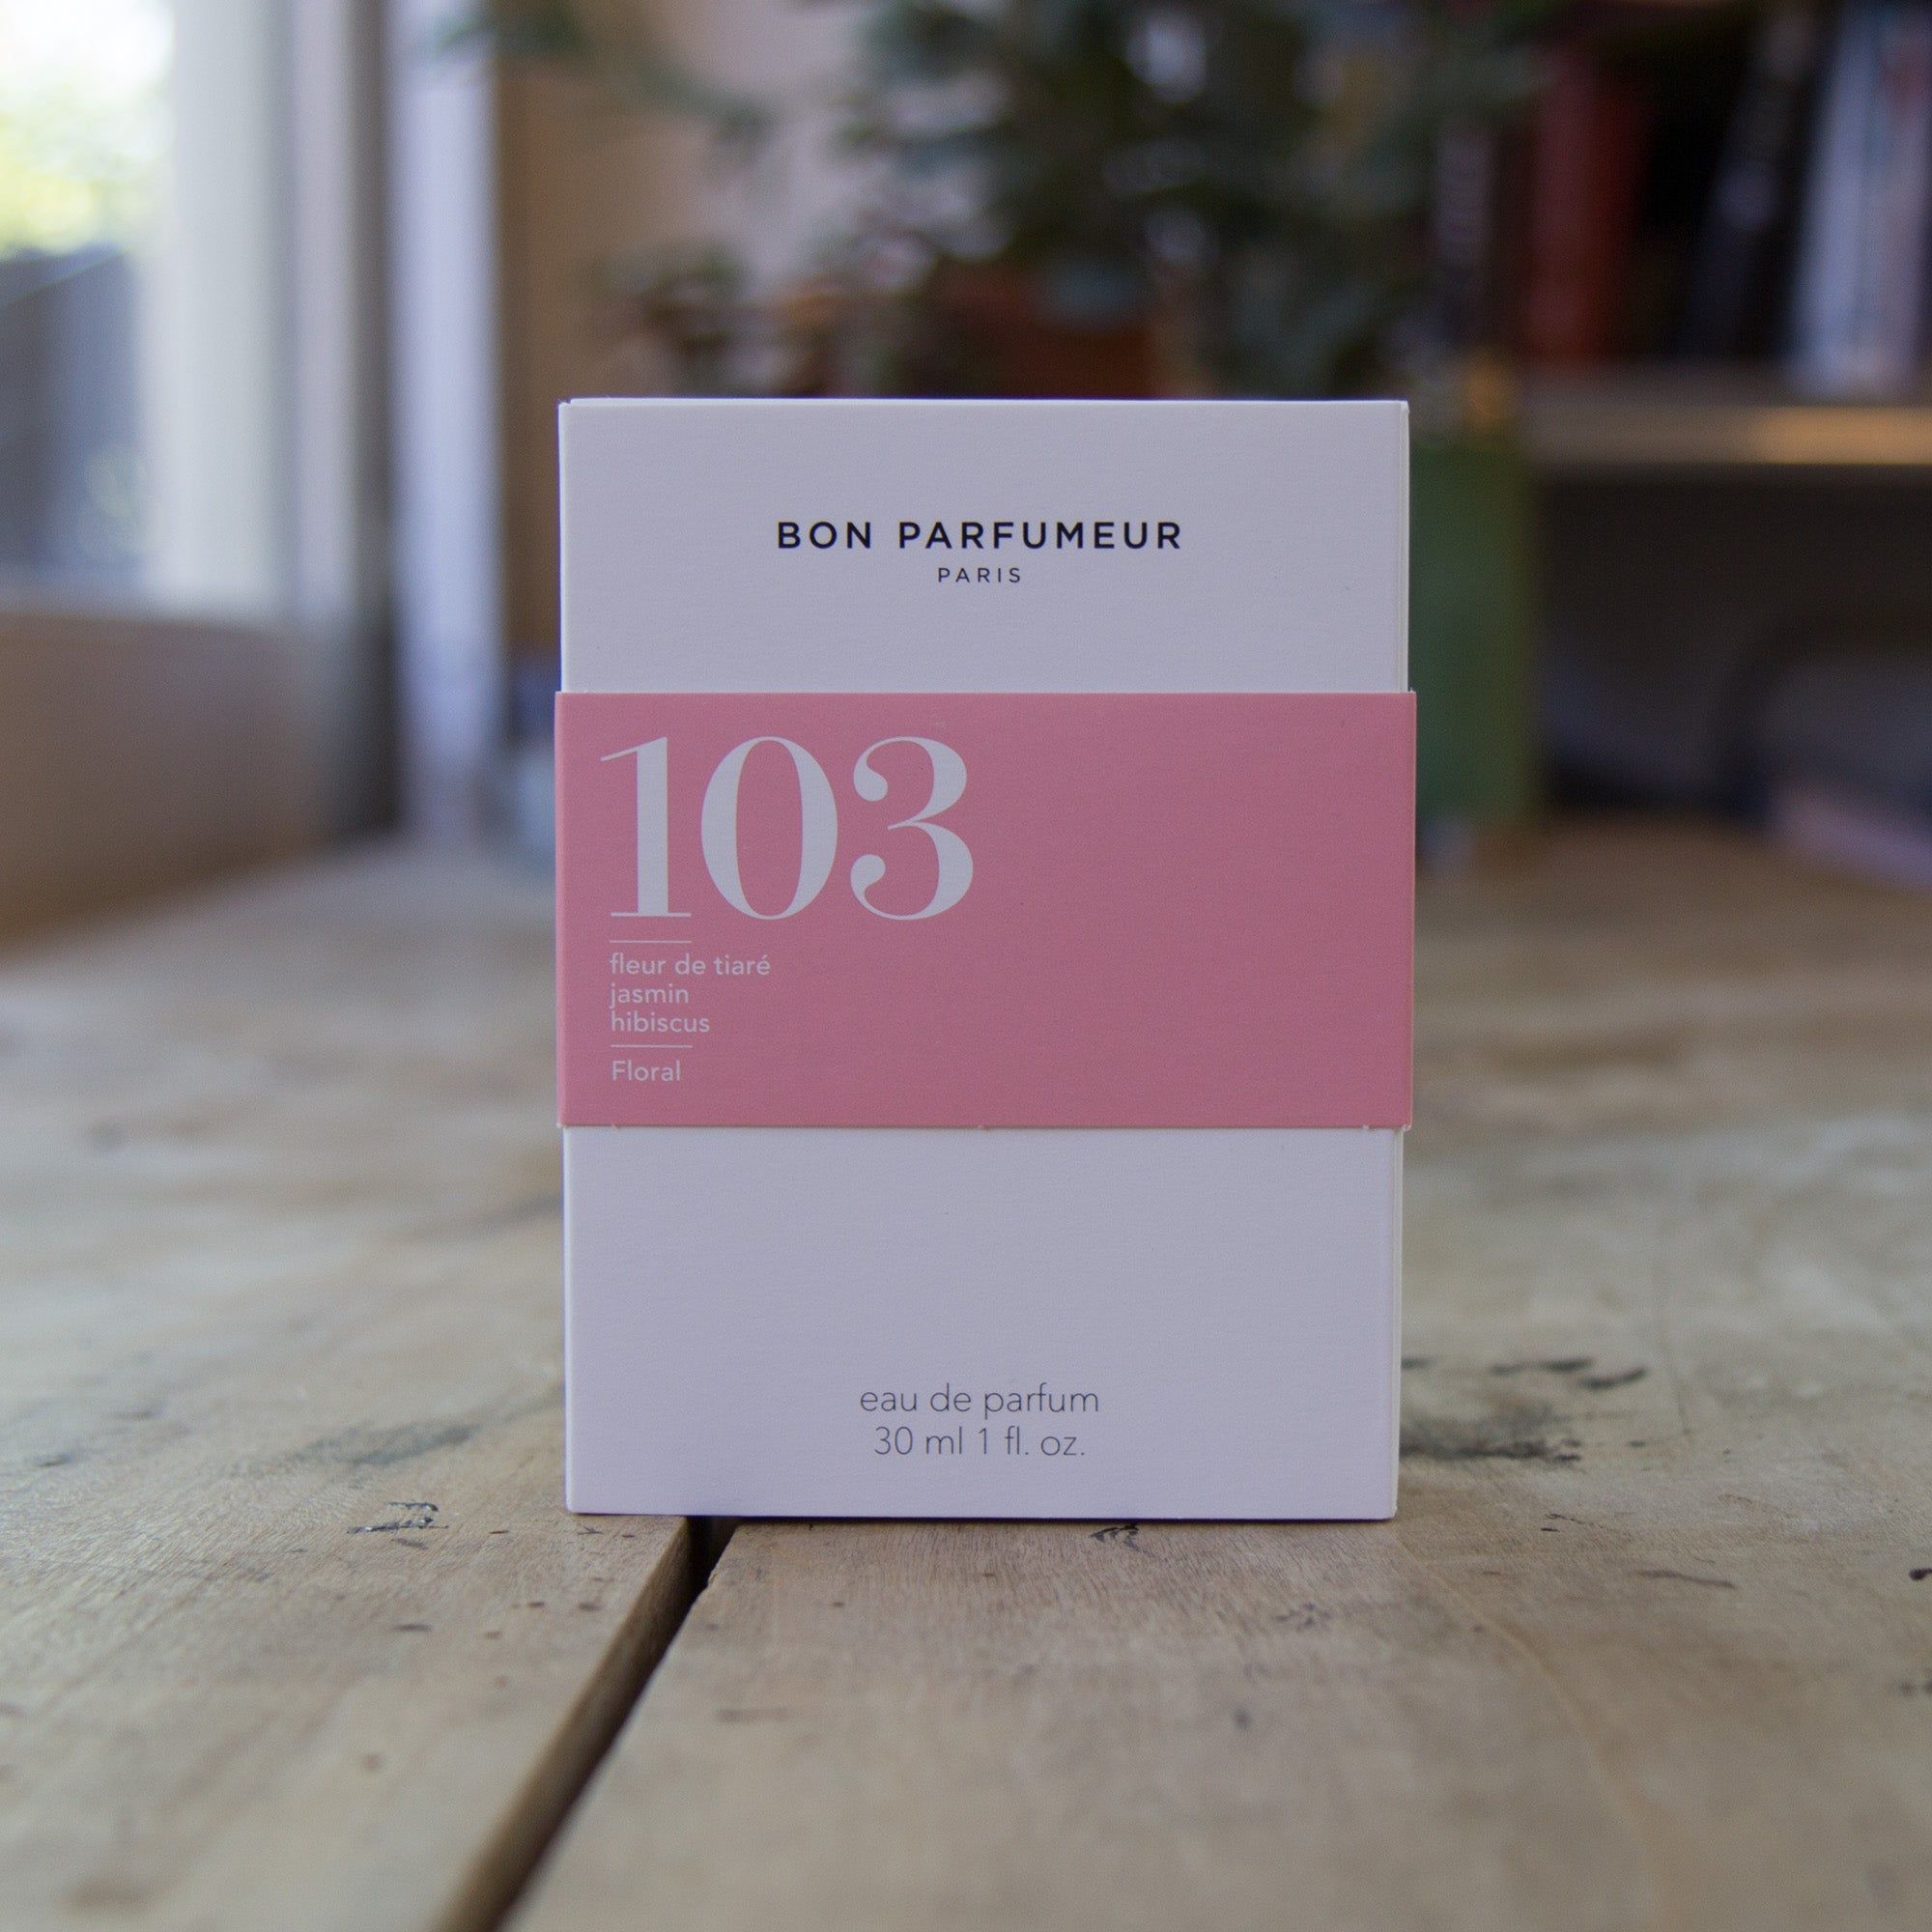 BON PARFUMEUR
PARIS
103
fleur de tiaré
jasmin
hibiscus
Floral
eau de parfum
30 ml 1 fl. oz.